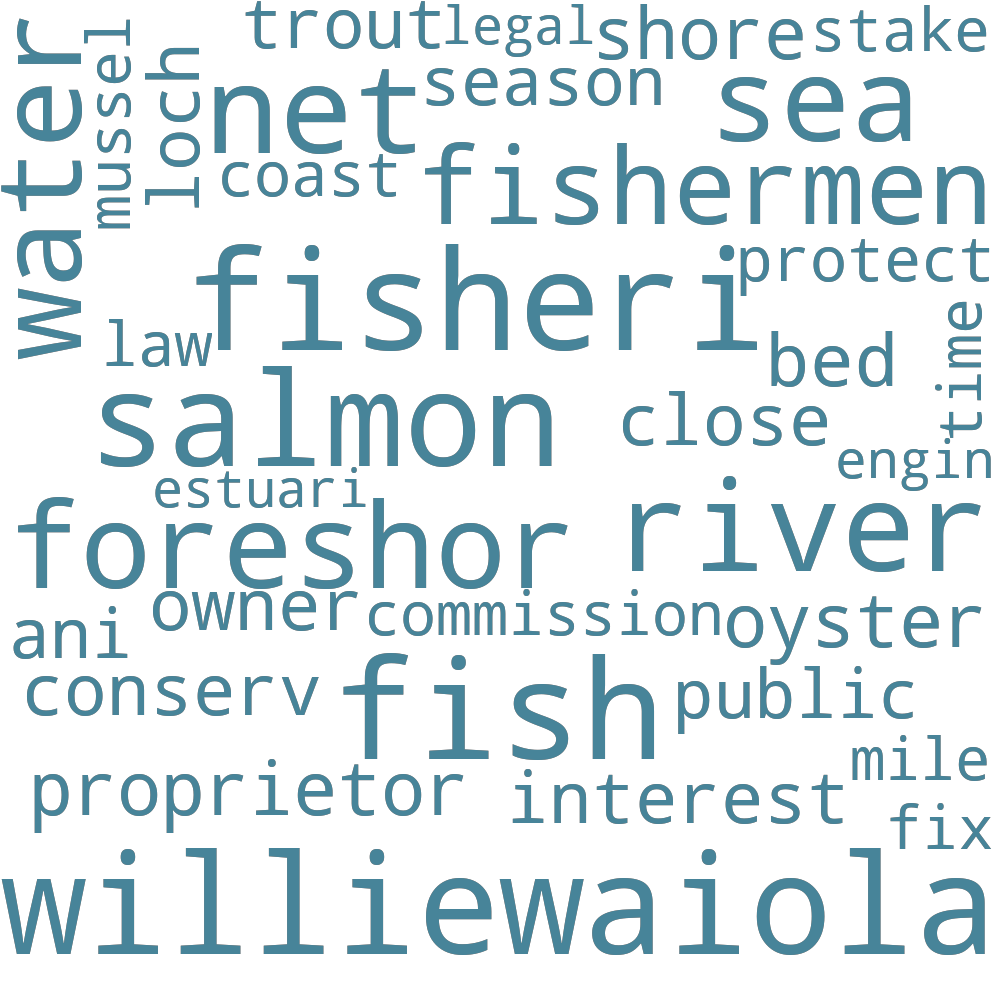 trout legal shore stake
water mussel loch net season sea
coast fishermen
fisheri protect
law bed time
salmon close
estuari engin
foreshor river
ani owner commission oyster
conserv fish public
proprietor interest mile
fix
williewaiola